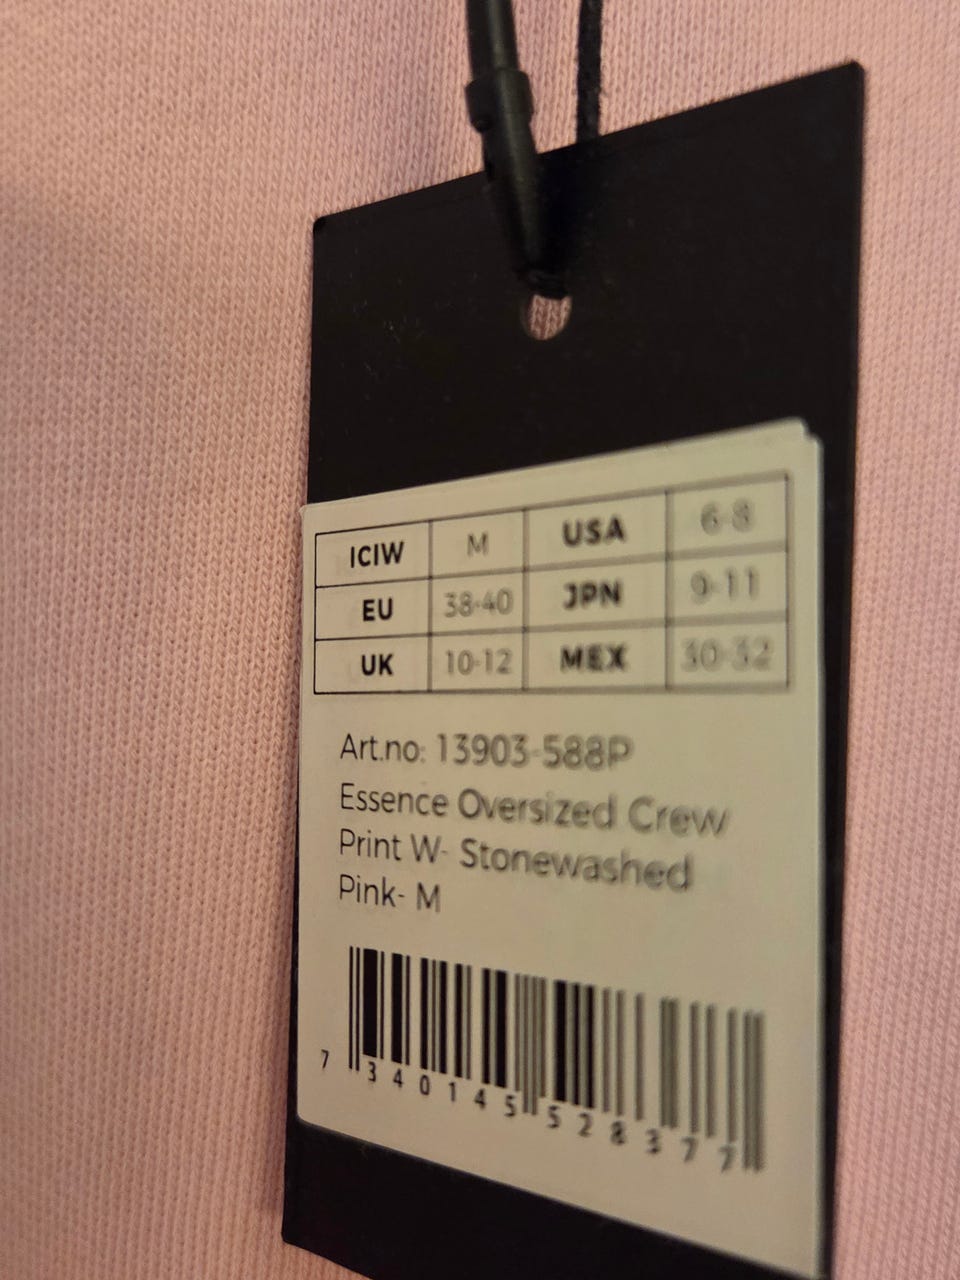 ICIW M USA 6-8
EU 38-40 JPN 9-11
UK 10-12 MEX 30-32
Art.no: 13903-588P
Essence Oversized Crew
Print W- Stonewashed
Pink- M
7 340145 528377